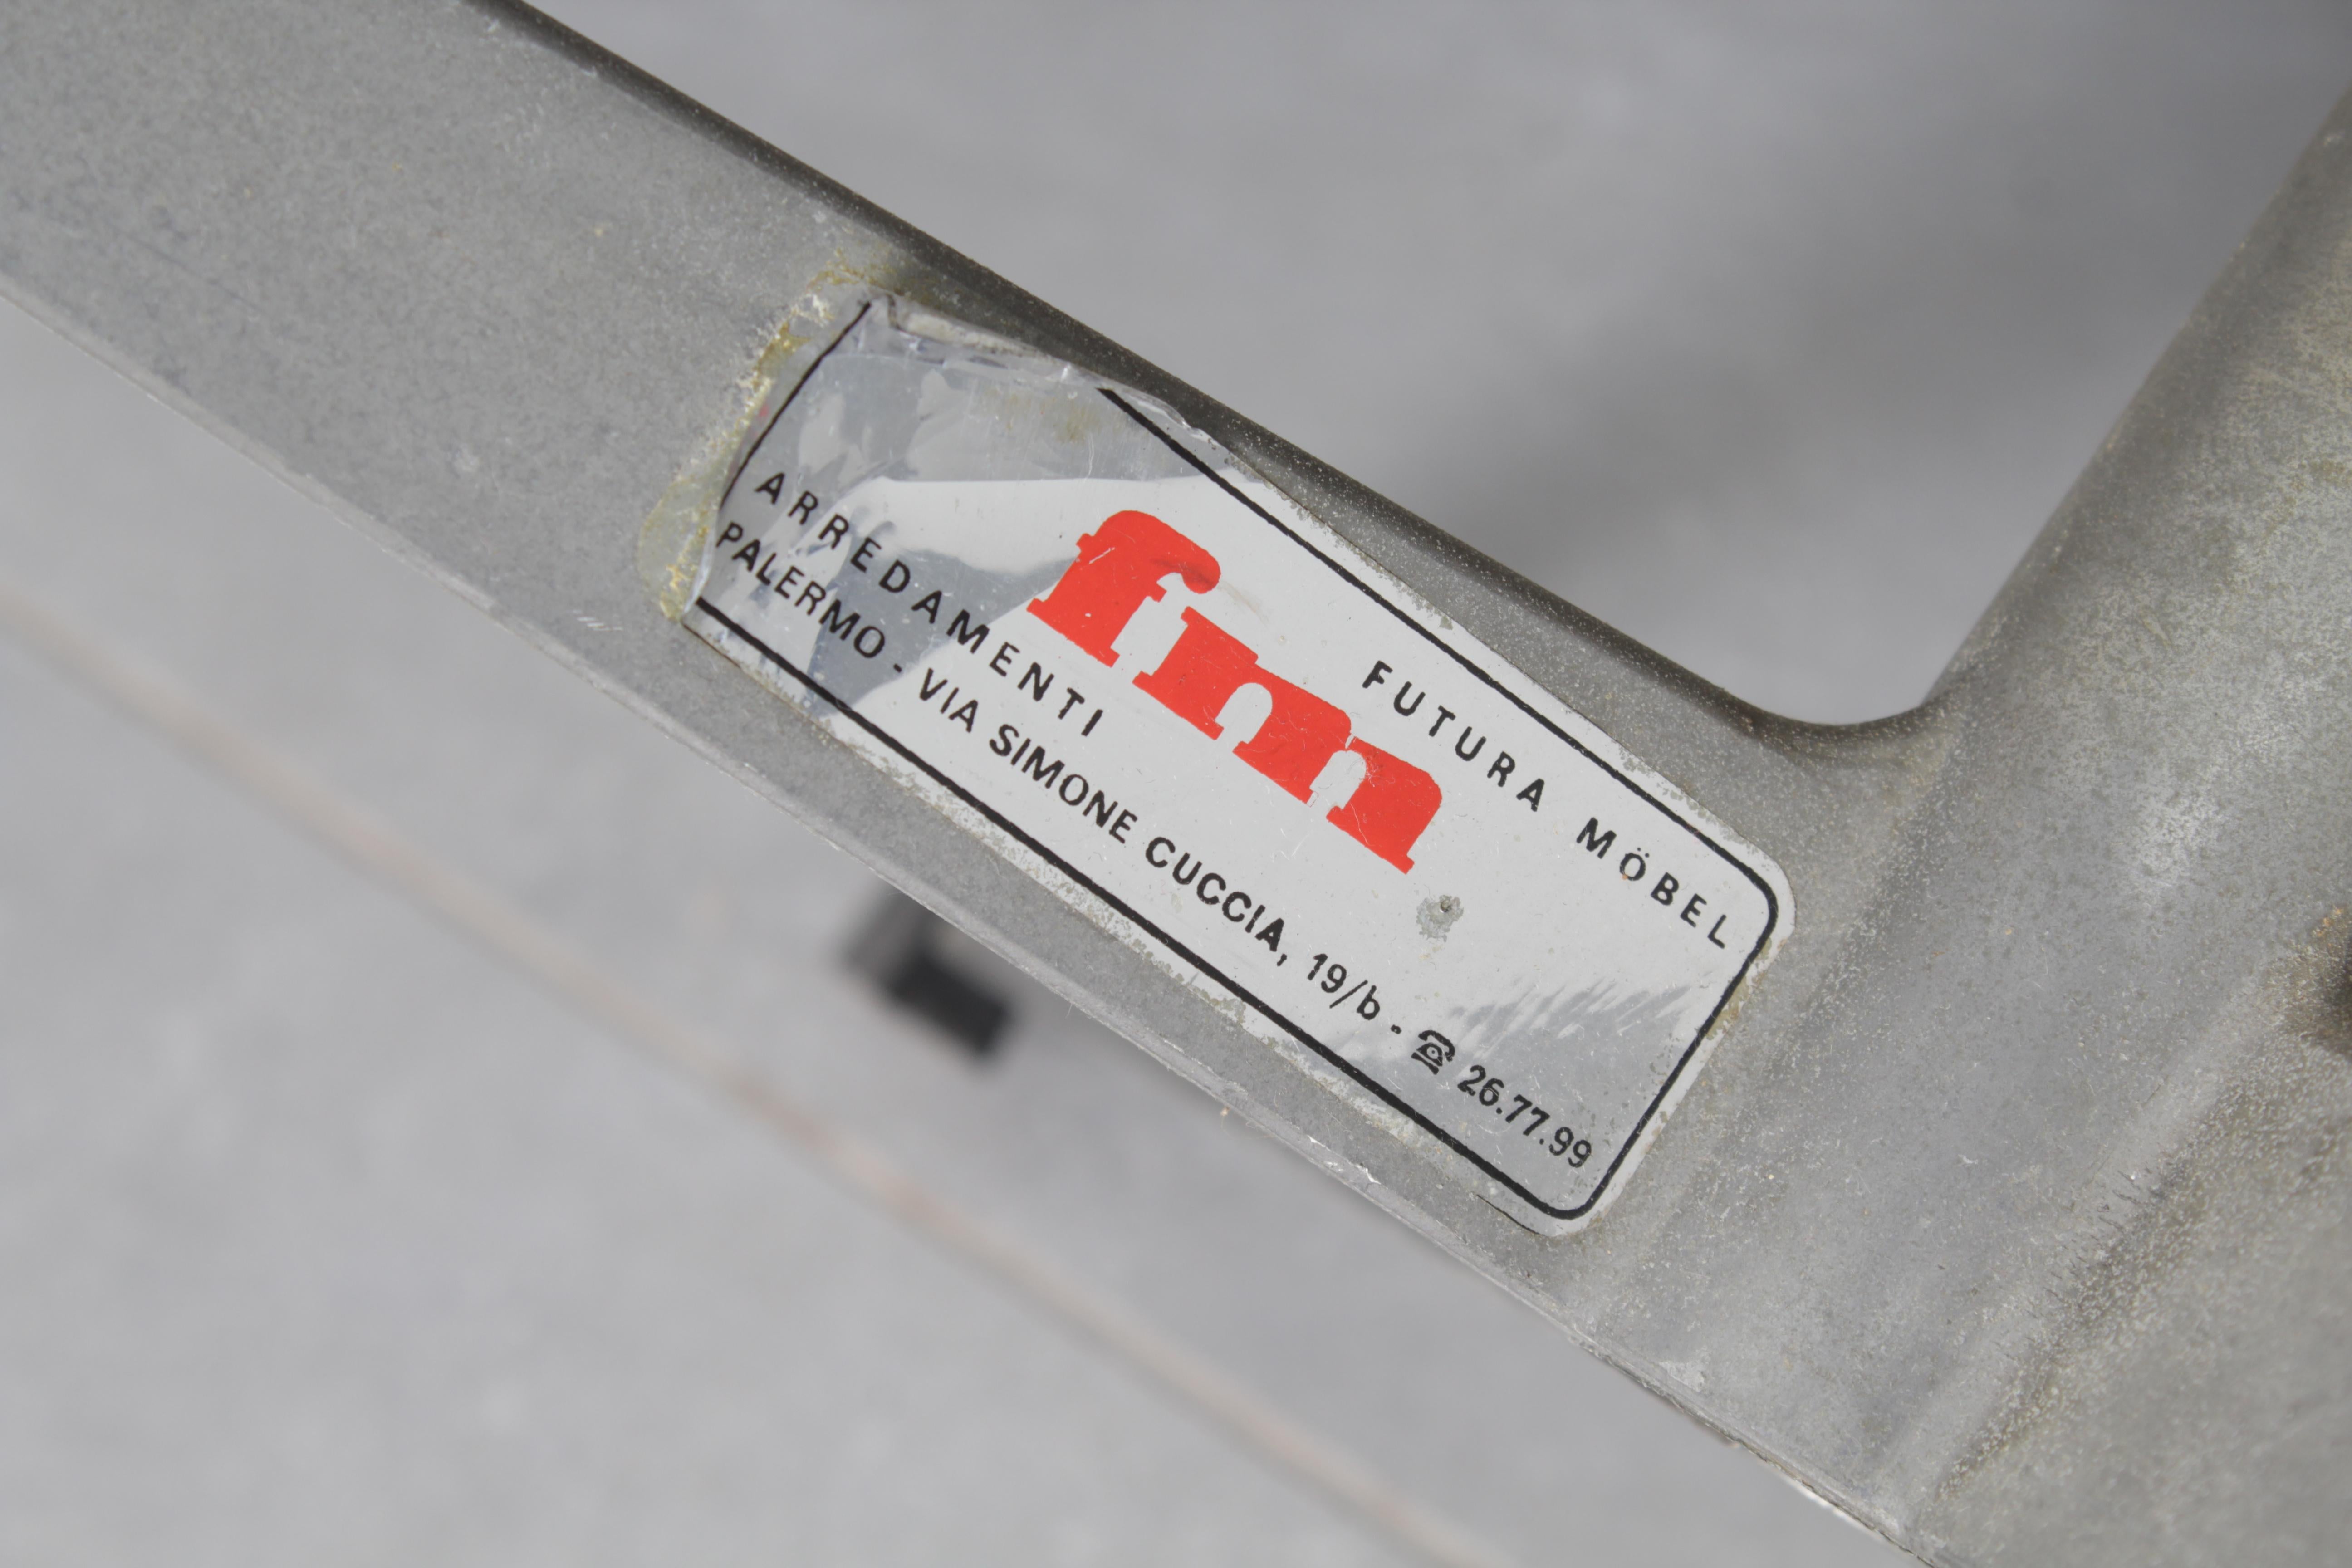 FUTURA MÖBEL
fm
ARREDAMENTI
PALERMO - VIA SIMONE CUCCIA, 19/b - ☎ 26.77.99